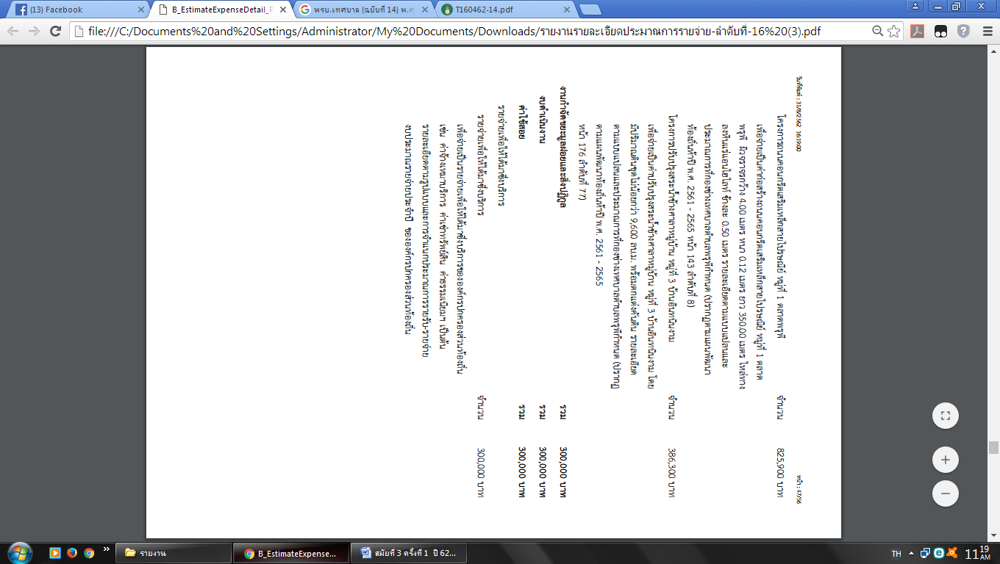 (13) Facebook
B_EstimateExpenseDetail_F
พรบ.เทศบาล (ฉบับที่ 14) พ.ศ
T160462-14.pdf
file:///C:/Documents%20and%20Settings/Administrator/My%20Documents/Downloads/รายงานรายละเอียดประมาณการรายจ่าย-ลำดับที่-16%20(3).pdf
วันที่พิมพ์ : 31/8/2562 16:19:00
หน้า : 47/56
โครงการถนนคอนกรีตเสริมเหล็กสายไปรษณีย์ หมู่ที่ 1 ตลาดพรุพี จำนวน 825,900 บาท
เพื่อจ่ายเป็นค่าก่อสร้างถนนคอนกรีตเสริมเหล็กสายไปรษณีย์ หมู่ที่ 1 ตลาด
พรุพี ผิวจราจรกว้าง 4.00 เมตร หนา 0.12 เมตร ยาว 350.00 เมตร ไหล่ทาง
ลงหินแร่แอนไฮไลท์ ข้างละ 0.50 เมตร รายละเอียดตามแบบแปลนและ
ประมาณการที่กองช่างเทศบาลตำบลพรุพีกำหนด (ปรากฏตามแผนพัฒนา
ท้องถิ่นห้าปี พ.ศ. 2561 - 2565 หน้า 143 ลำดับที่ 8)
โครงการปรับปรุงสระน้ำข้างศาลาหมู่บ้าน หมู่ที่ 3 บ้านอินทนินงาม จำนวน 386,300 บาท
เพื่อจ่ายเป็นค่าปรับปรุงสระน้ำข้างศาลาหมู่บ้าน หมู่ที่ 3 บ้านอินทนินงาม โดย
มีปริมาณดินขุดไม่น้อยกว่า 9,600 ลบ.ม. พร้อมตกแต่งคันดิน รายละเอียด
ตามแบบแปลนและประมาณการที่กองช่างเทศบาลตำบลพรุพีกำหนด (ปรากฏ
ตามแผนพัฒนาท้องถิ่นห้าปี พ.ศ. 2561 - 2565
หน้า 176 ลำดับที่ 77)
งานกำจัดขยะมูลฝอยและสิ่งปฏิกูล รวม 300,000 บาท
งบดำเนินงาน รวม 300,000 บาท
ค่าใช้สอย รวม 300,000 บาท
รายจ่ายเพื่อให้ได้มาซึ่งบริการ
รายจ่ายเพื่อให้ได้มาซึ่งบริการ จำนวน 300,000 บาท
เพื่อจ่ายเป็นรายจ่ายเพื่อให้ได้มาซึ่งบริการขององค์กรปกครองส่วนท้องถิ่น
เช่น ค่าจ้างเหมาบริการ ค่าเช่าทรัพย์สิน ค่าธรรมเนียมฯ เป็นต้น
รายละเอียดตามรูปแบบและการจำแนกประมาณการรายรับ-รายจ่าย
งบประมาณรายจ่ายประจำปี ขององค์กรปกครองส่วนท้องถิ่น
รายงาน
B_EstimateExpense...
สมัยที่ 3 ครั้งที่ 1 ปี 62...
TH
11 19 AM